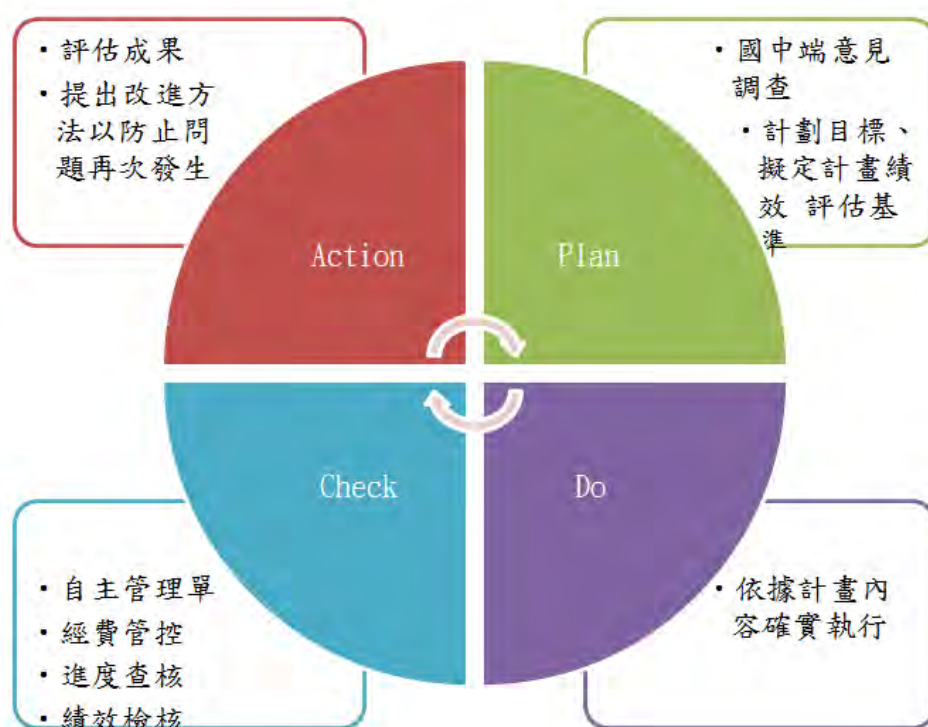 ・評估成果
・提出改進方
法以防止問
題再次發生
・國中端意見
調查
・計劃目標、
擬定計畫績
效 評估基
準
Action
Plan
Check
Do
・自主管理單
・經費管控
・進度查核
・績效檢核
・依據計畫內
容確實執行